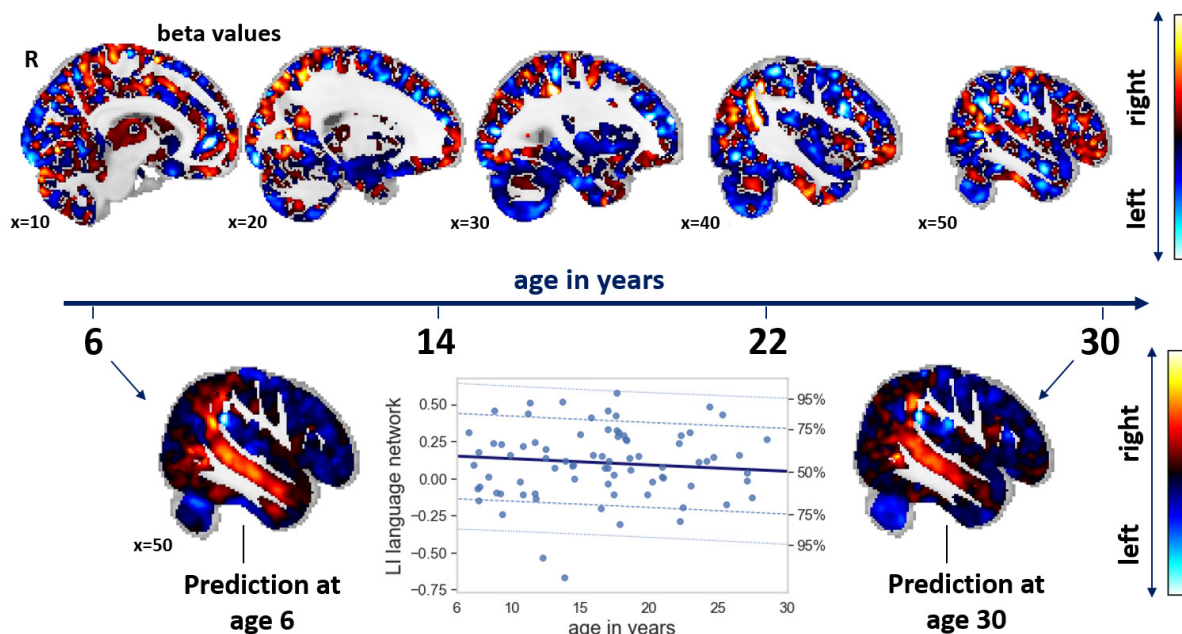 beta values
R
x=10
x=20
x=30
x=40
x=50
right
left
age in years
6
14
22
30
x=50
Prediction at
age 6
LI language network
0.50
0.25
0.00
−0.25
−0.50
−0.75
95%
75%
50%
75%
95%
6
10
15
20
25
30
age in years
Prediction at
age 30
right
left